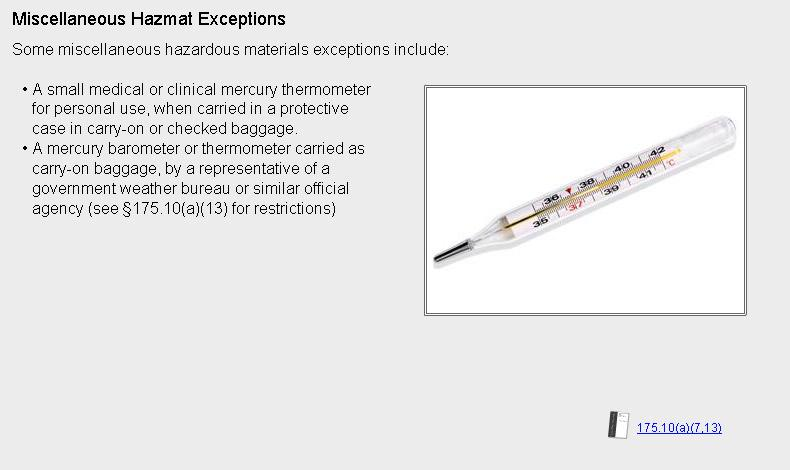 Miscellaneous Hazmat Exceptions
Some miscellaneous hazardous materials exceptions include:
• A small medical or clinical mercury thermometer
for personal use, when carried in a protective
case in carry-on or checked baggage.
• A mercury barometer or thermometer carried as
carry-on baggage, by a representative of a
government weather bureau or similar official
agency (see §175.10(a)(13) for restrictions)
36 38 40 42 °C
35 37 39 41
175.10(a)(7,13)